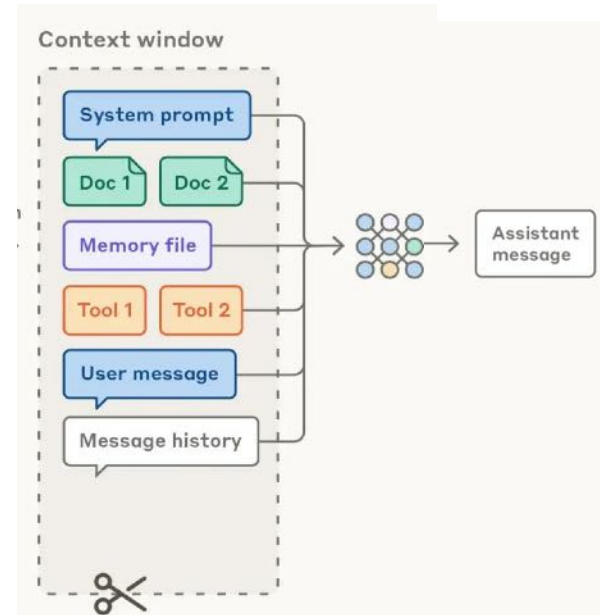 Context window
System prompt
Doc 1 Doc 2
Memory file
Tool 1 Tool 2
User message
Message history
Assistant
message